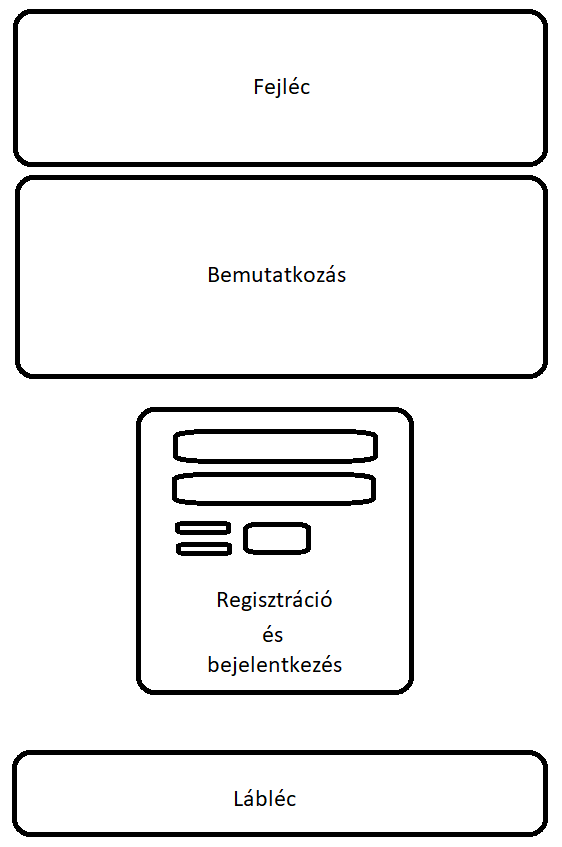 Fejléc
Bemutatkozás
Regisztráció
és
bejelentkezés
Lábléc